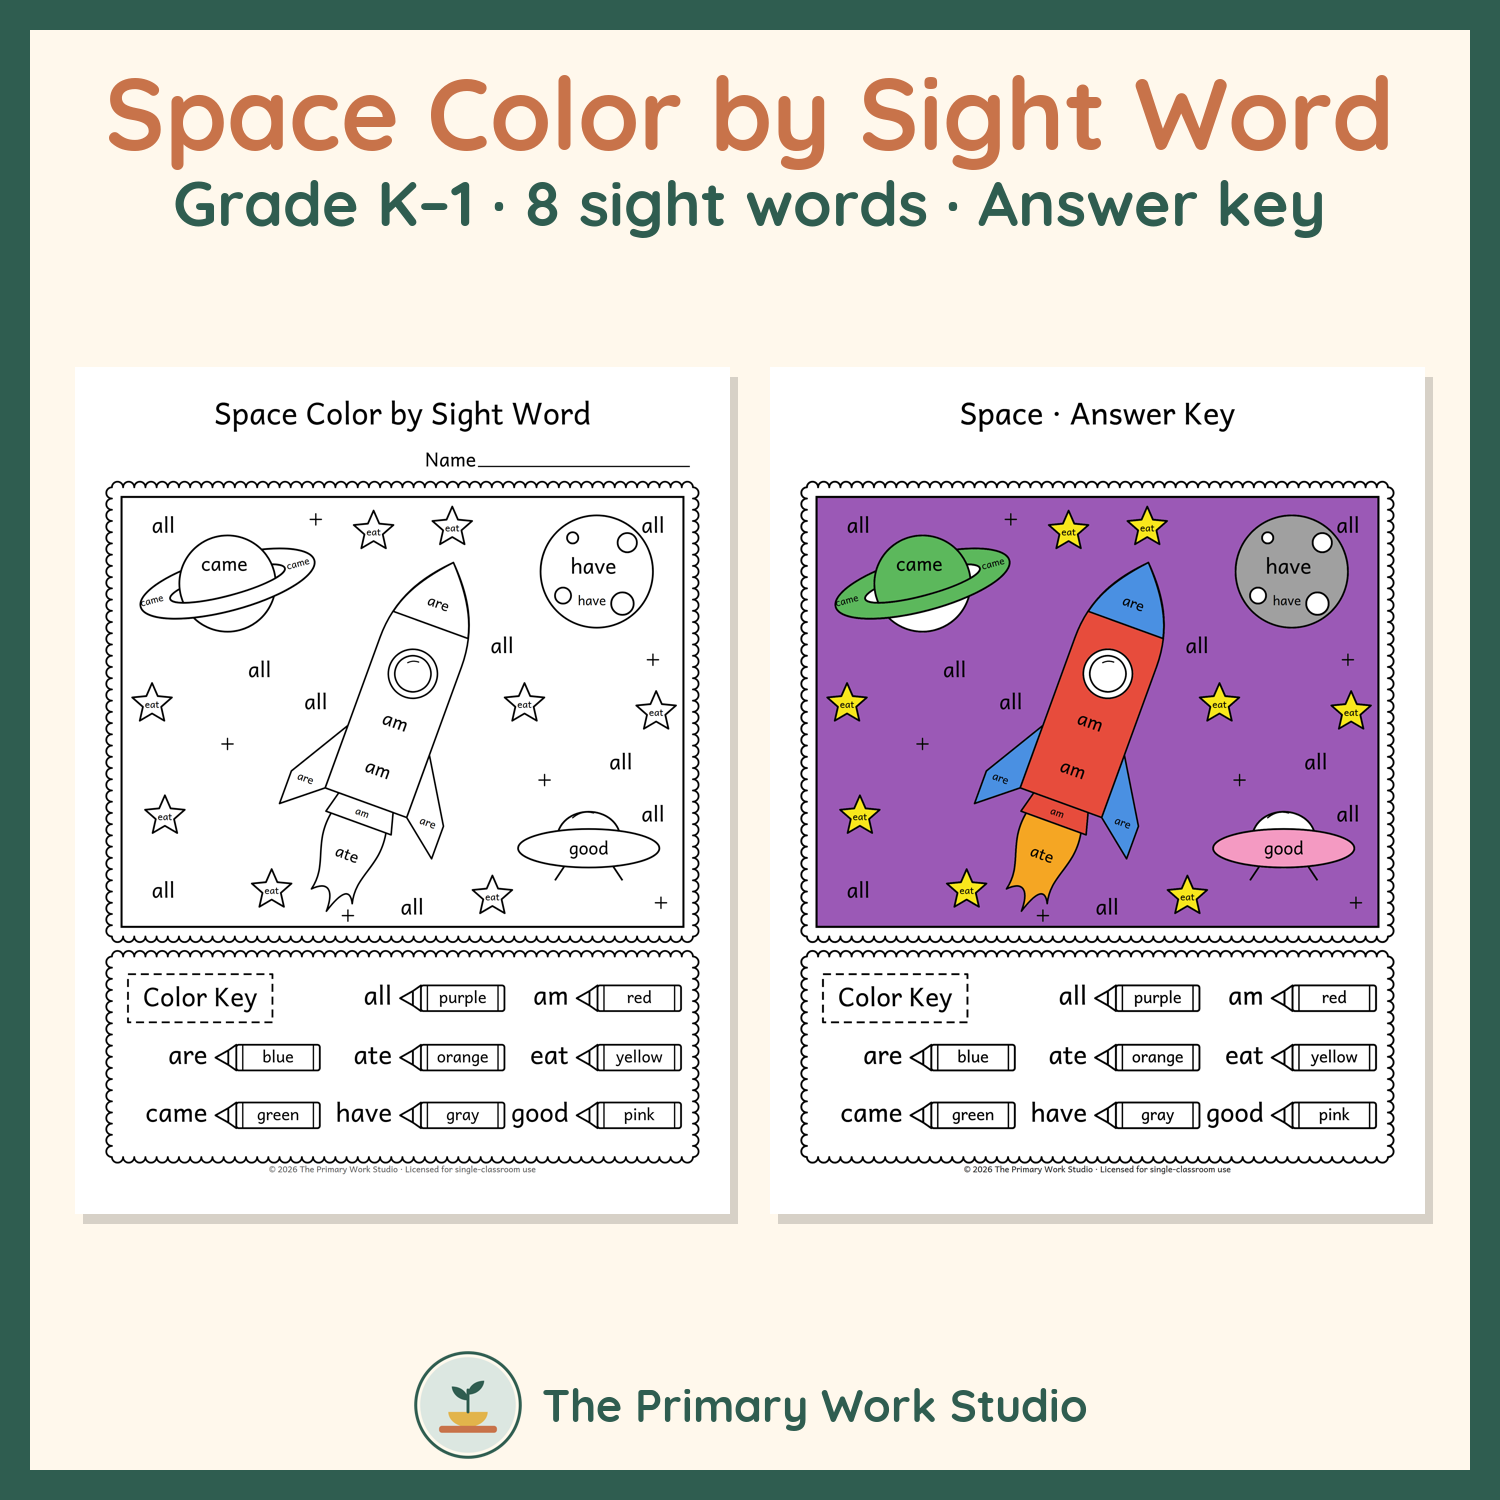 Space Color by Sight Word
Grade K–1 · 8 sight words · Answer key
Space Color by Sight Word
Name
all + eat eat all
came came have
came are have
all all +
eat all eat eat
+ am
am all
are + all
eat am are
ate good
all eat eat +
+ all
Color Key all purple am red
are blue ate orange eat yellow
came green have gray good pink
© 2026 The Primary Work Studio · Licensed for single-classroom use
Space · Answer Key
all + eat eat all
came came have
came are have
all all +
eat all eat eat
+ am
am all
are + all
eat am are
ate good
all eat eat +
+ all
Color Key all purple am red
are blue ate orange eat yellow
came green have gray good pink
© 2026 The Primary Work Studio · Licensed for single-classroom use
The Primary Work Studio